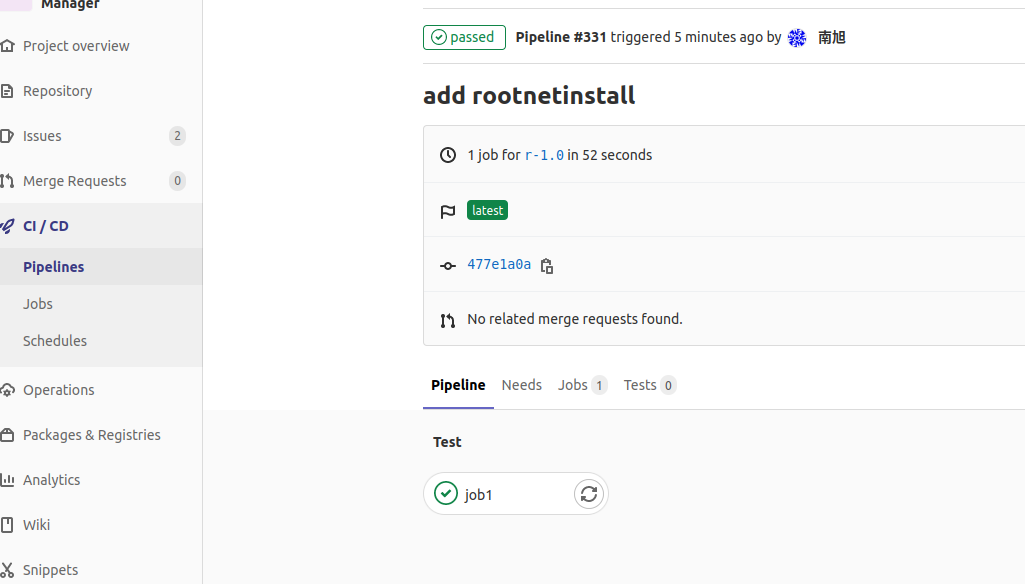 Manager
Project overview
Repository
Issues 2
Merge Requests 0
CI / CD
Pipelines
Jobs
Schedules
Operations
Packages & Registries
Analytics
Wiki
Snippets
passed Pipeline #331 triggered 5 minutes ago by 南旭
add rootnetinstall
1 job for r-1.0 in 52 seconds
latest
477e1a0a
No related merge requests found.
Pipeline Needs Jobs 1 Tests 0
Test
job1